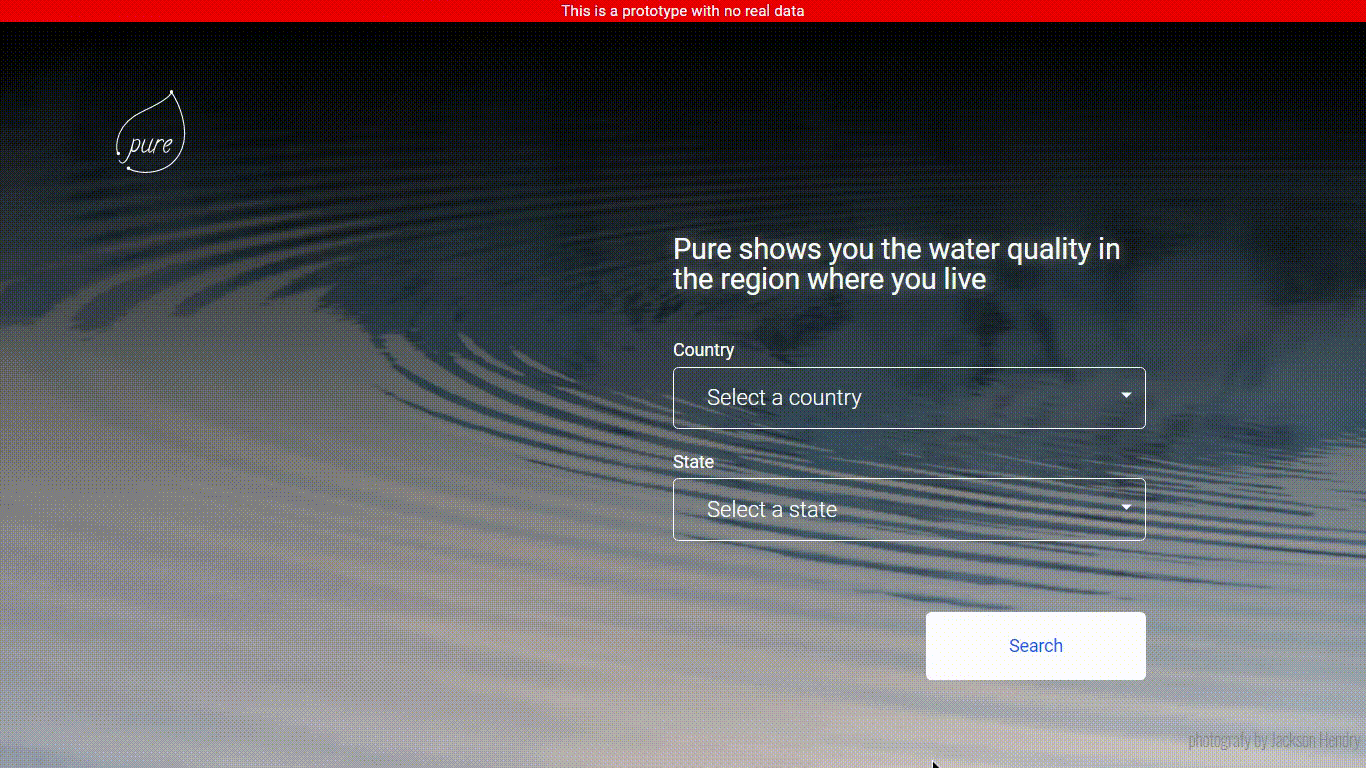 This is a prototype with no real data
pure
Pure shows you the water quality in
the region where you live
Country
Select a country
State
Select a state
Search
photografy by Jackson Hendry